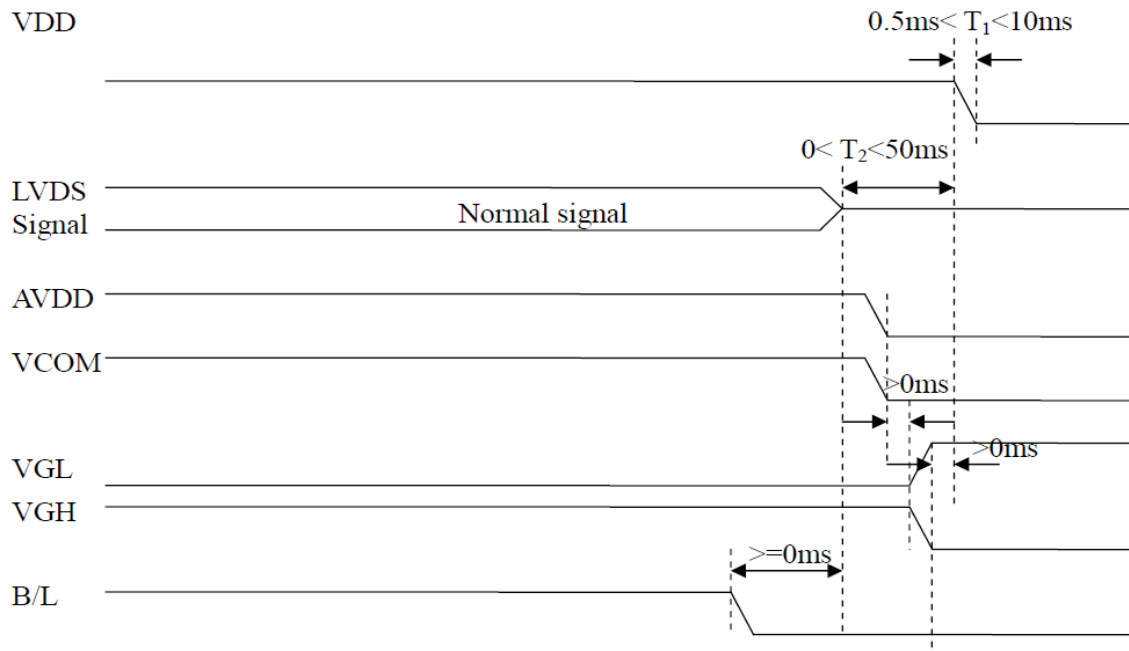 VDD
0.5ms< T₁<10ms
0< T₂<50ms
LVDS
Signal
Normal signal
AVDD
VCOM
>0ms
VGL
>0ms
VGH
>=0ms
B/L